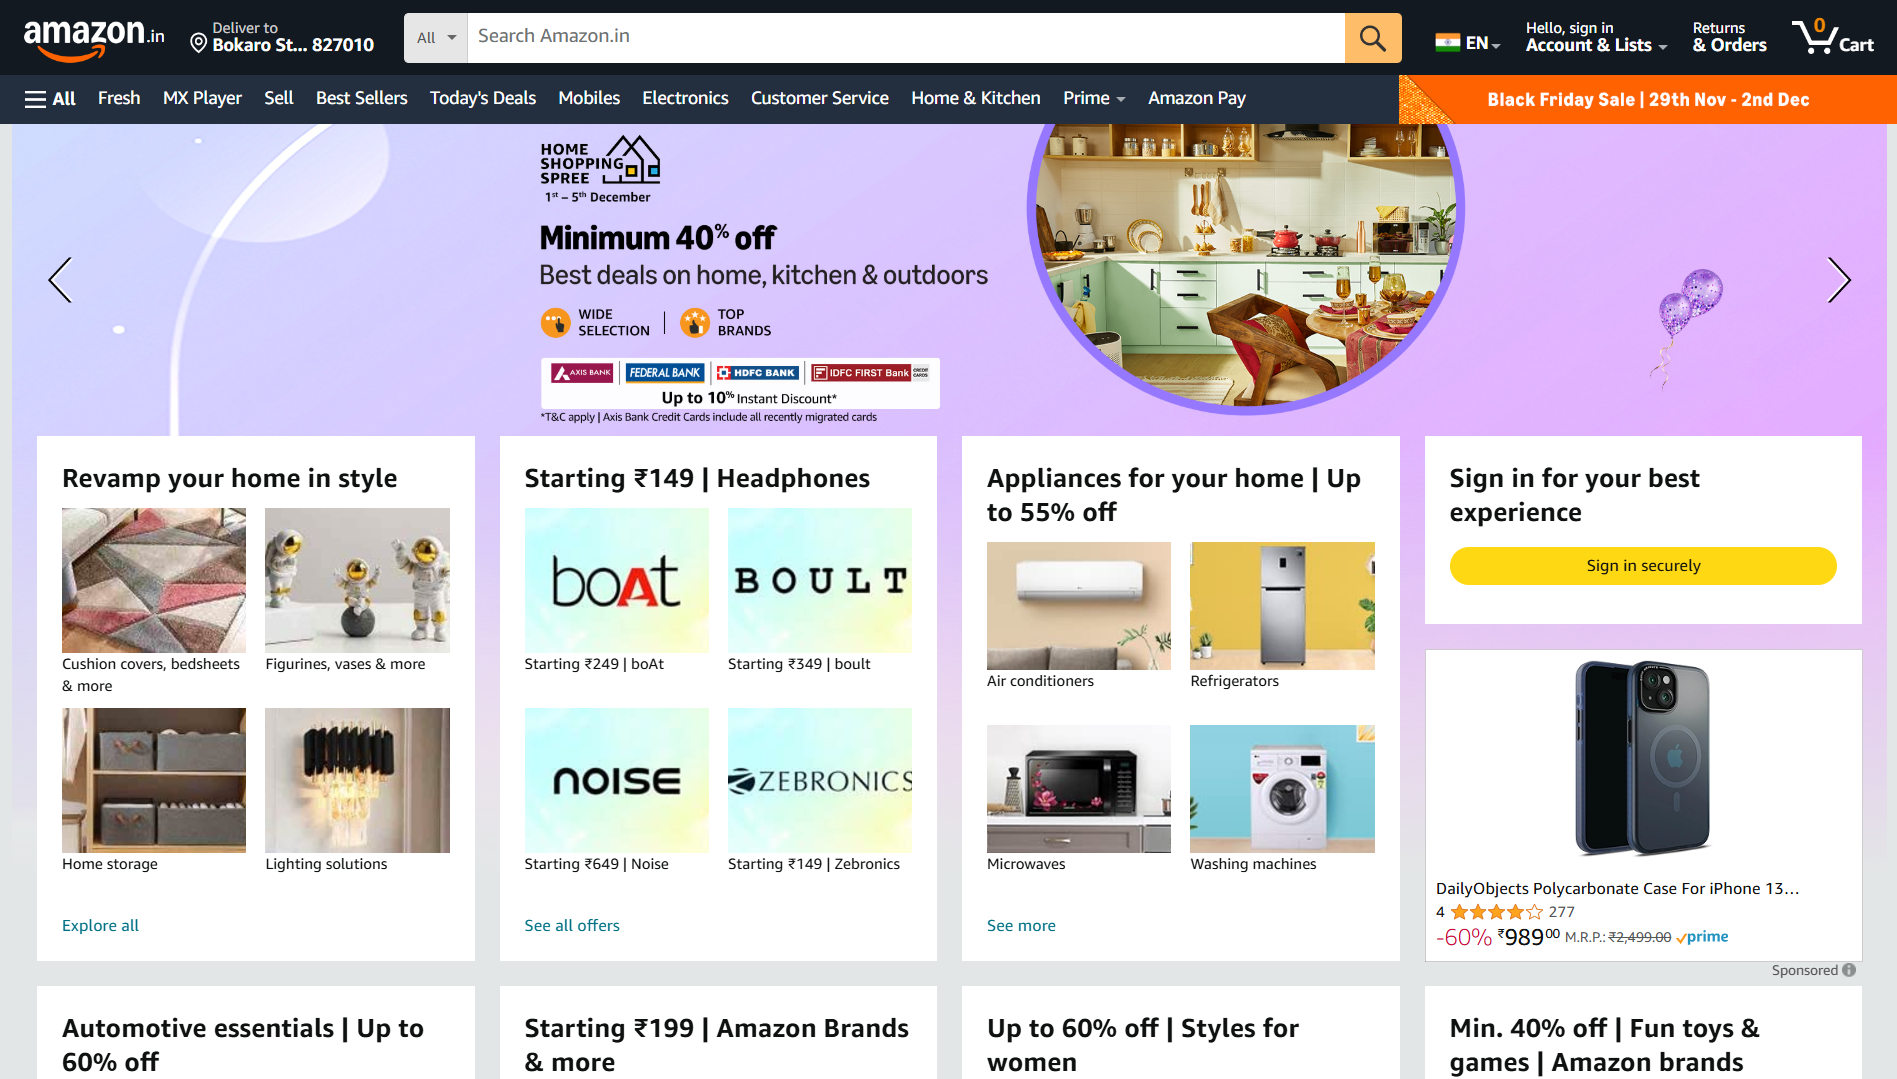 amazon.in
Deliver to
Bokaro St... 827010
All
Search Amazon.in
EN
Hello, sign in
Account & Lists
Returns
& Orders
0
Cart
All
Fresh
MX Player
Sell
Best Sellers
Today's Deals
Mobiles
Electronics
Customer Service
Home & Kitchen
Prime
Amazon Pay
Black Friday Sale | 29th Nov - 2nd Dec
HOME
SHOPPING
SPREE
1st – 5th December
Minimum 40% off
Best deals on home, kitchen & outdoors
WIDE
SELECTION
TOP
BRANDS
AXIS BANK
FEDERAL BANK
HDFC BANK
IDFC FIRST Bank
CREDIT
CARDS
Up to 10% Instant Discount*
*T&C apply | Axis Bank Credit Cards include all recently migrated cards
Revamp your home in style
Cushion covers, bedsheets
& more
Figurines, vases & more
Home storage
Lighting solutions
Explore all
Starting ₹149 | Headphones
boAt
BOULT
Starting ₹249 | boAt
Starting ₹349 | boult
noise
ZEBRONICS
Starting ₹649 | Noise
Starting ₹149 | Zebronics
See all offers
Appliances for your home | Up
to 55% off
Air conditioners
Refrigerators
Microwaves
Washing machines
See more
Sign in for your best
experience
Sign in securely
DailyObjects Polycarbonate Case For iPhone 13…
4
277
-60% ₹98900 M.R.P.: ₹2,499.00 prime
Sponsored
Automotive essentials | Up to
60% off
Starting ₹199 | Amazon Brands
& more
Up to 60% off | Styles for
women
Min. 40% off | Fun toys &
games | Amazon brands